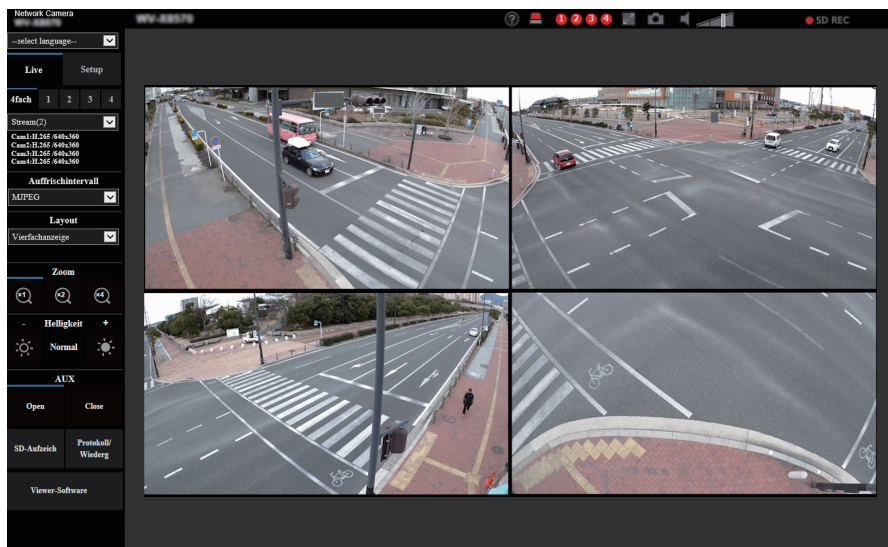 Network Camera
--select language--
Live Setup
4fach 1 2 3 4
Stream(2)
Cam1:H.265 /640x360
Cam2:H.265 /640x360
Cam3:H.265 /640x360
Cam4:H.265 /640x360
Auffrischintervall
MJPEG
Layout
Vierfachanzeige
Zoom
x1 x2 x4
- Helligkeit +
Normal
AUX
Open Close
SD-Aufzeich Protokoll/
Wiederg
Viewer-Software
? 1 2 3 4 SD REC